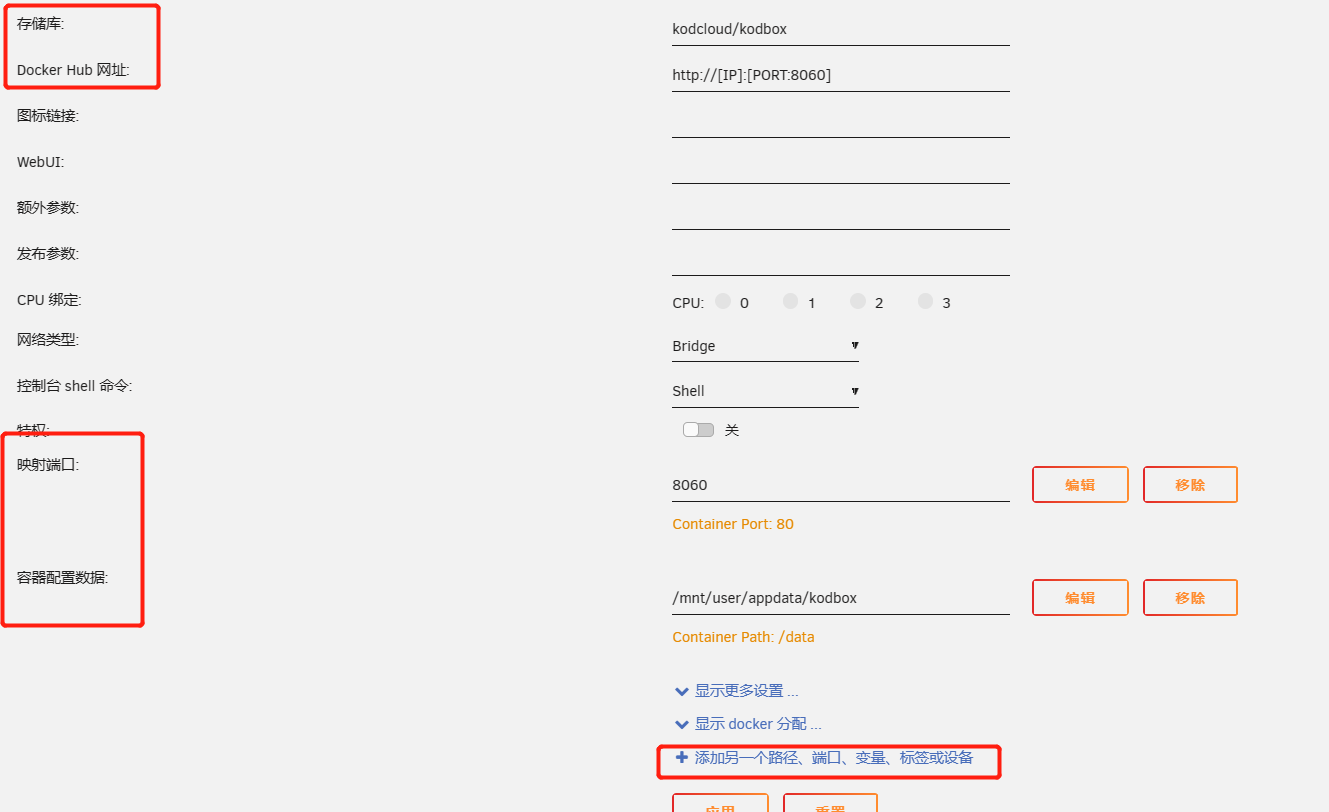 存储库: kodcloud/kodbox
Docker Hub 网址: http://[IP]:[PORT:8060]
图标链接:
WebUI:
额外参数:
发布参数:
CPU 绑定: CPU: 0 1 2 3
网络类型: Bridge
控制台 shell 命令: Shell
特权: 关
映射端口: 8060 编辑 移除
Container Port: 80
容器配置数据: /mnt/user/appdata/kodbox 编辑 移除
Container Path: /data
显示更多设置 ...
显示 docker 分配 ...
添加另一个路径、端口、变量、标签或设备
应用 重置